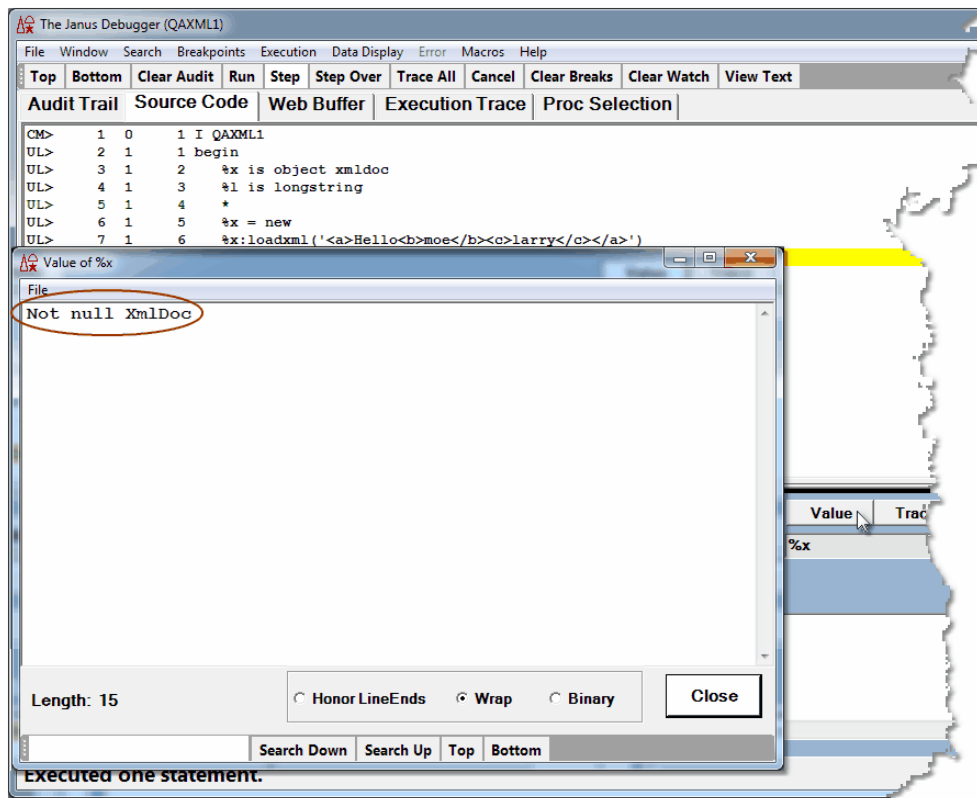 The Janus Debugger (QAXML1)
File Window Search Breakpoints Execution Data Display Error Macros Help
Top Bottom Clear Audit Run Step Step Over Trace All Cancel Clear Breaks Clear Watch View Text
Audit Trail Source Code Web Buffer Execution Trace Proc Selection
CM> 1 0 1 I QAXML1
UL> 2 1 1 begin
UL> 3 1 2 %x is object xmldoc
UL> 4 1 3 %l is longstring
UL> 5 1 4 *
UL> 6 1 5 %x = new
UL> 7 1 6 %x:loadxml('<a>Hello<b>moe</b><c>larry</c></a>')
Value of %x
File
Not null XmlDoc
Value Trac
%x
Length: 15
Honor LineEnds Wrap Binary
Close
Search Down Search Up Top Bottom
Executed one statement.